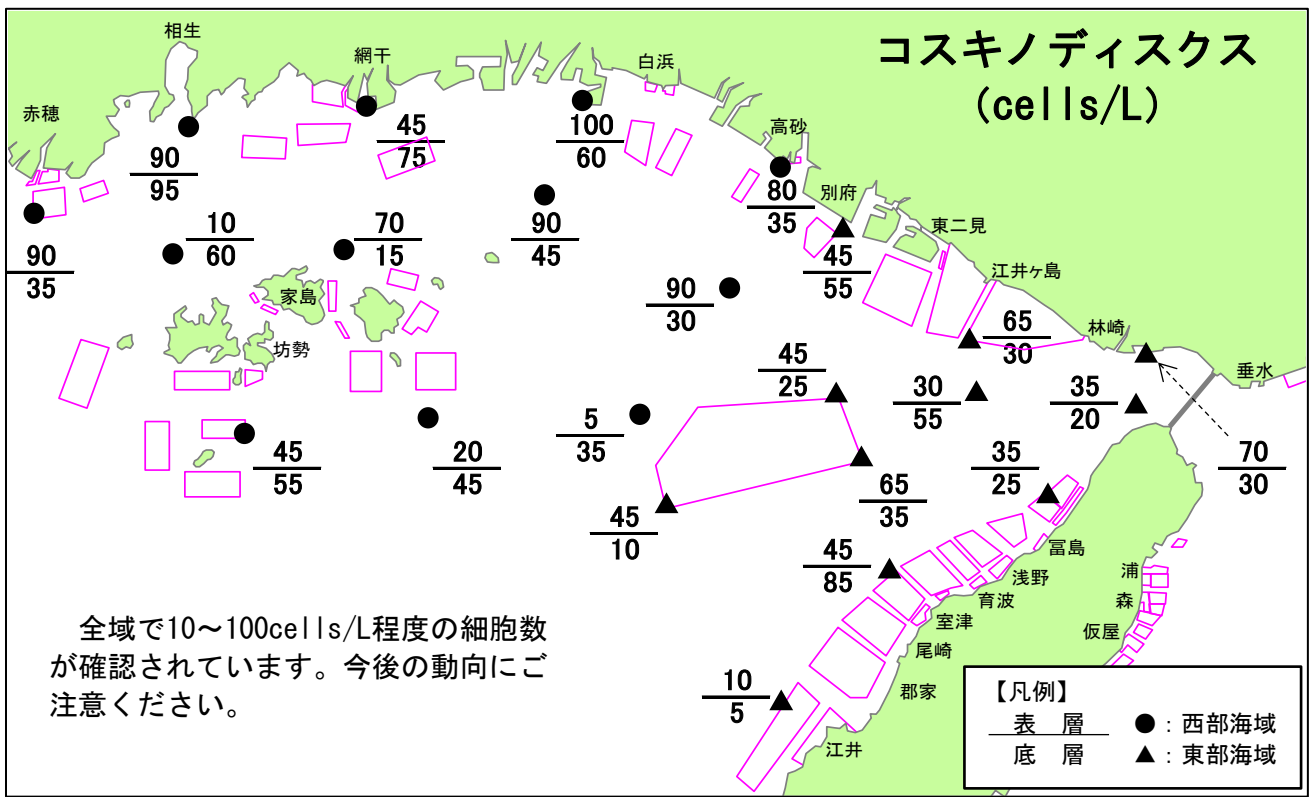 コスキノディスクス
(cells/L)
相生
網干
白浜
赤穂
高砂
別府
東二見
江井ヶ島
林崎
垂水
家島
坊勢
90
95
45
75
100
60
80
35
90
35
10
60
70
15
90
45
45
55
90
30
65
30
45
25
30
55
35
20
70
30
5
35
45
55
20
45
65
35
35
25
45
10
45
85
10
5
冨島
浅野
育波
室津
尾崎
郡家
江井
浦
森
仮屋
全域で10～100cells/L程度の細胞数
が確認されています。今後の動向にご
注意ください。
【凡例】
表 層 ●：西部海域
底 層 ▲：東部海域